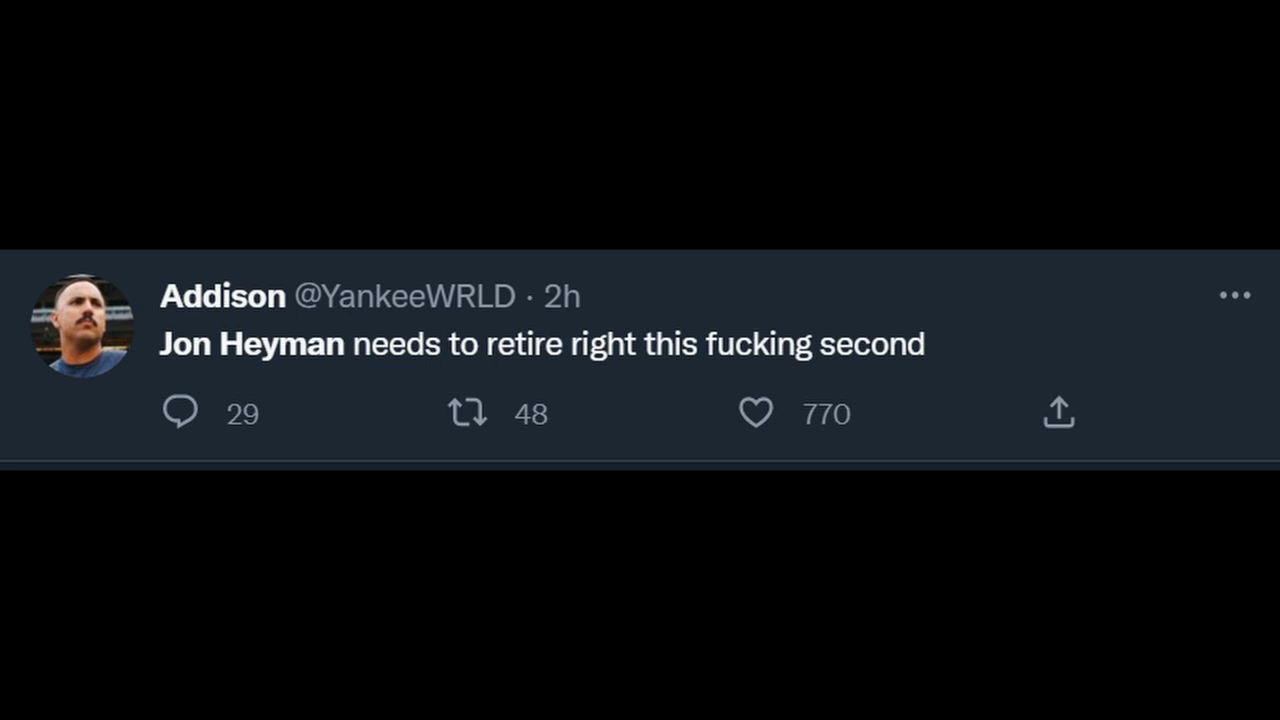 Addison @YankeeWRLD · 2h
Jon Heyman needs to retire right this fucking second
29 48 770